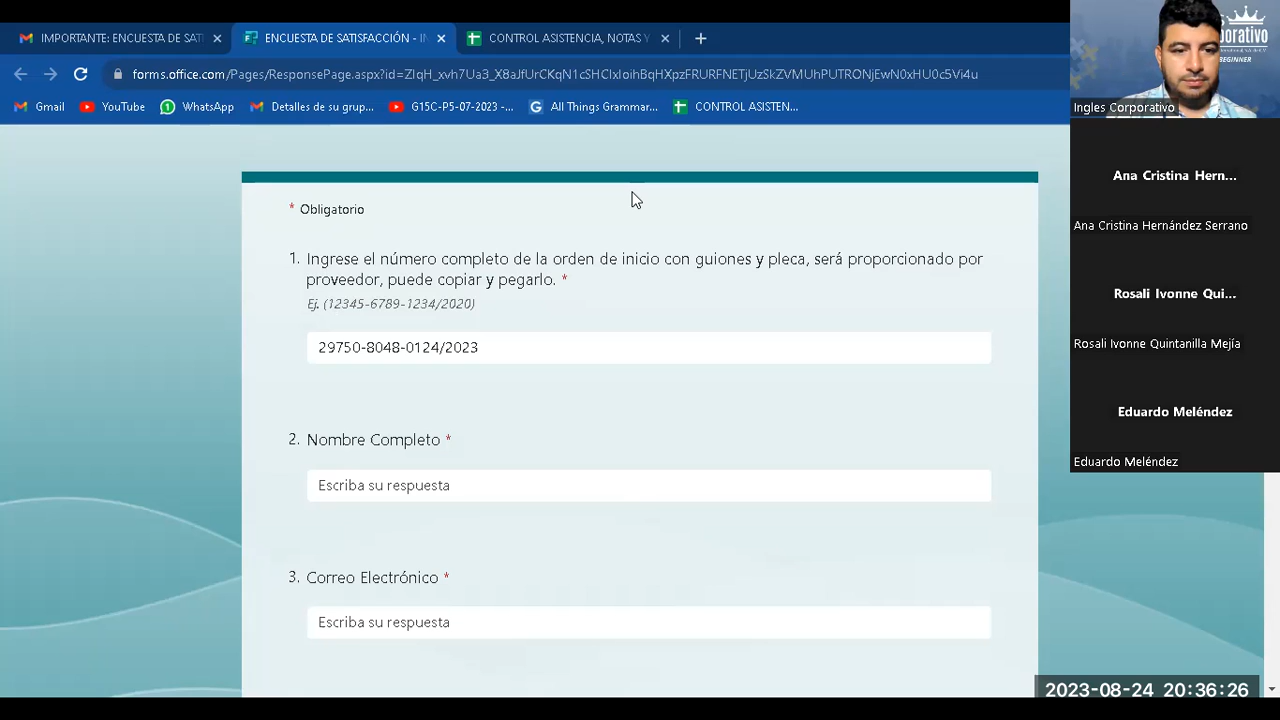 IMPORTANTE: ENCUESTA DE SATI
ENCUESTA DE SATISFACCIÓN - IN
CONTROL ASISTENCIA, NOTAS Y
forms.office.com/Pages/ResponsePage.aspx?id=
Gmail
YouTube
WhatsApp
Detalles de su grup...
G15C-P5-07-2023 -...
All Things Grammar...
CONTROL ASISTEN...
porativo
BEGINNER
Ingles Corporativo
Ana Cristina Hern...
Ana Cristina Hernández Serrano
Rosali Ivonne Qui...
Rosali Ivonne Quintanilla Mejía
Eduardo Meléndez
Eduardo Meléndez
* Obligatorio
1. Ingrese el número completo de la orden de inicio con guiones y pleca, será proporcionado por
proveedor, puede copiar y pegarlo. *
Ej. (12345-6789-1234/2020)
29750-8048-0124/2023
2. Nombre Completo *
Escriba su respuesta
3. Correo Electrónico *
Escriba su respuesta
2023-08-24 20:36:26